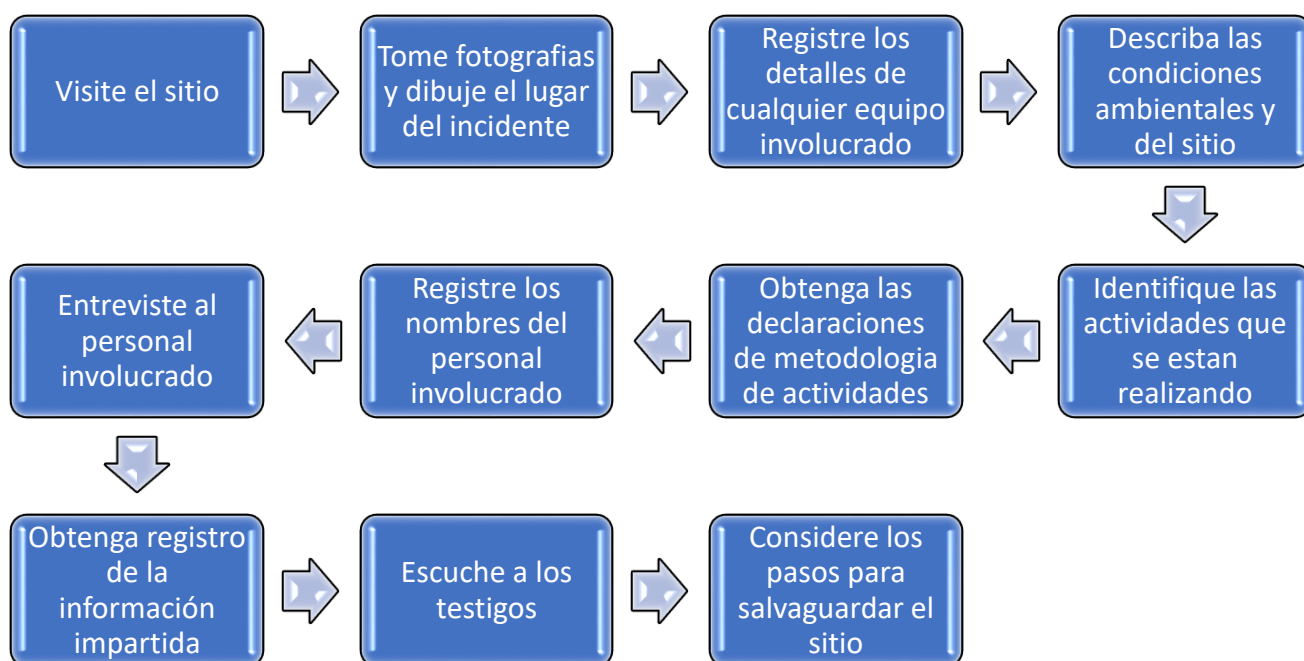 Visite el sitio
Tome fotografias
y dibuje el lugar
del incidente
Registre los
detalles de
cualquier equipo
involucrado
Describa las
condiciones
ambientales y
del sitio
Identifique las
actividades que
se estan
realizando
Obtenga las
declaraciones
de metodologia
de actividades
Registre los
nombres del
personal
involucrado
Entreviste al
personal
involucrado
Obtenga registro
de la
información
impartida
Escuche a los
testigos
Considere los
pasos para
salvaguardar el
sitio